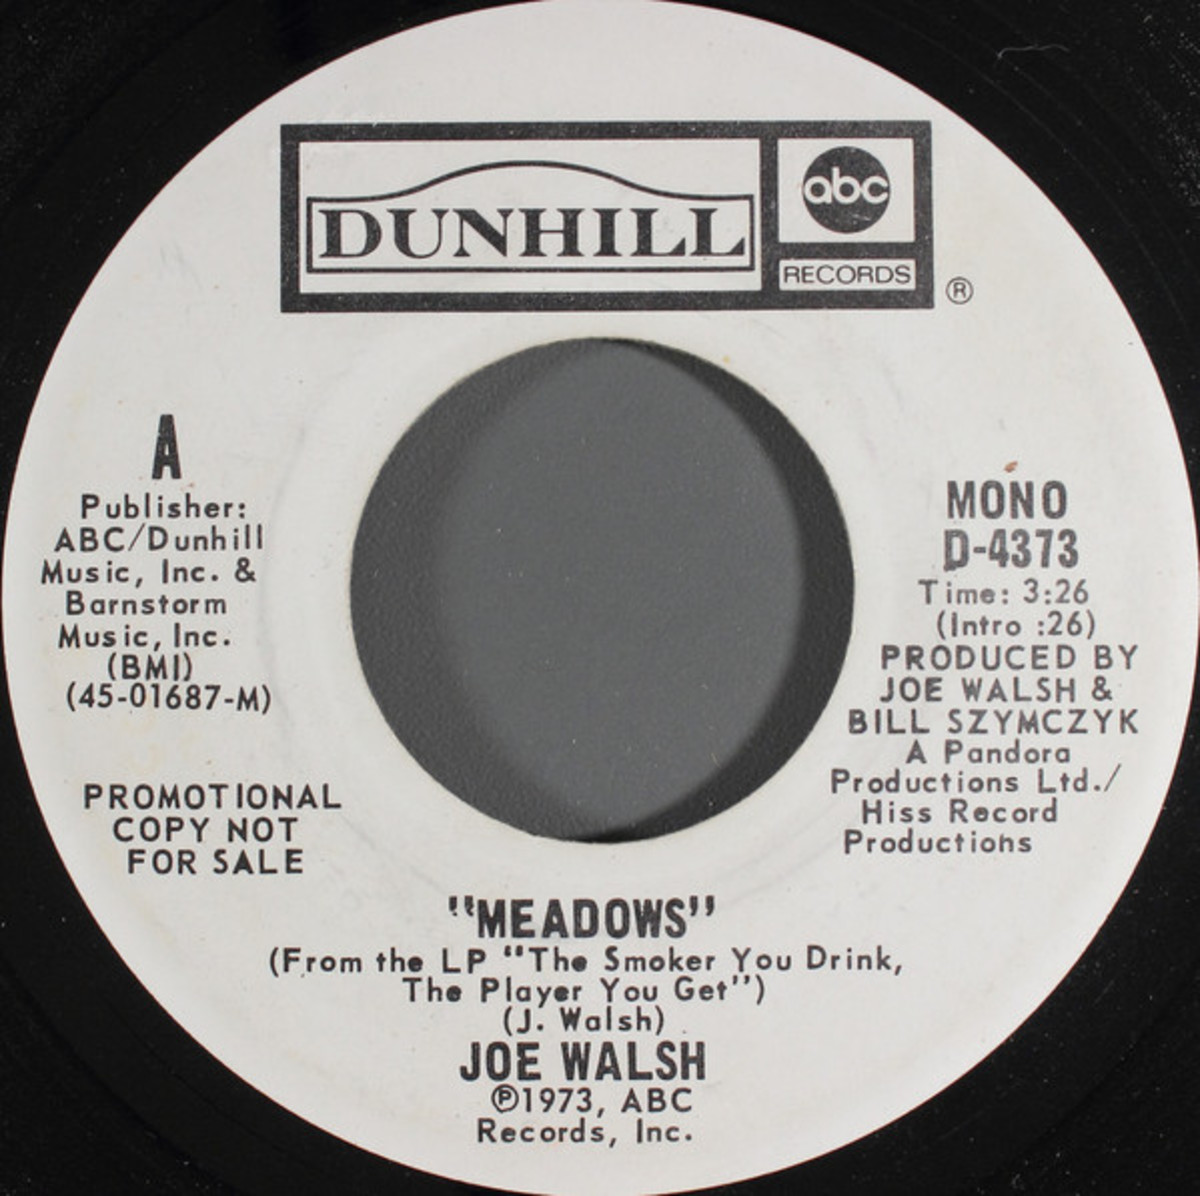 DUNHILL
abc
RECORDS
®
A
Publisher:
ABC/Dunhill
Music, Inc. &
Barnstorm
Music, Inc.
(BMI)
(45-01687-M)
PROMOTIONAL
COPY NOT
FOR SALE
MONO
D-4373
Time: 3:26
(Intro :26)
PRODUCED BY
JOE WALSH &
BILL SZYMCZYK
A Pandora
Productions Ltd./
Hiss Record
Productions
"MEADOWS"
(From the LP "The Smoker You Drink,
The Player You Get")
(J. Walsh)
JOE WALSH
℗1973, ABC
Records, Inc.